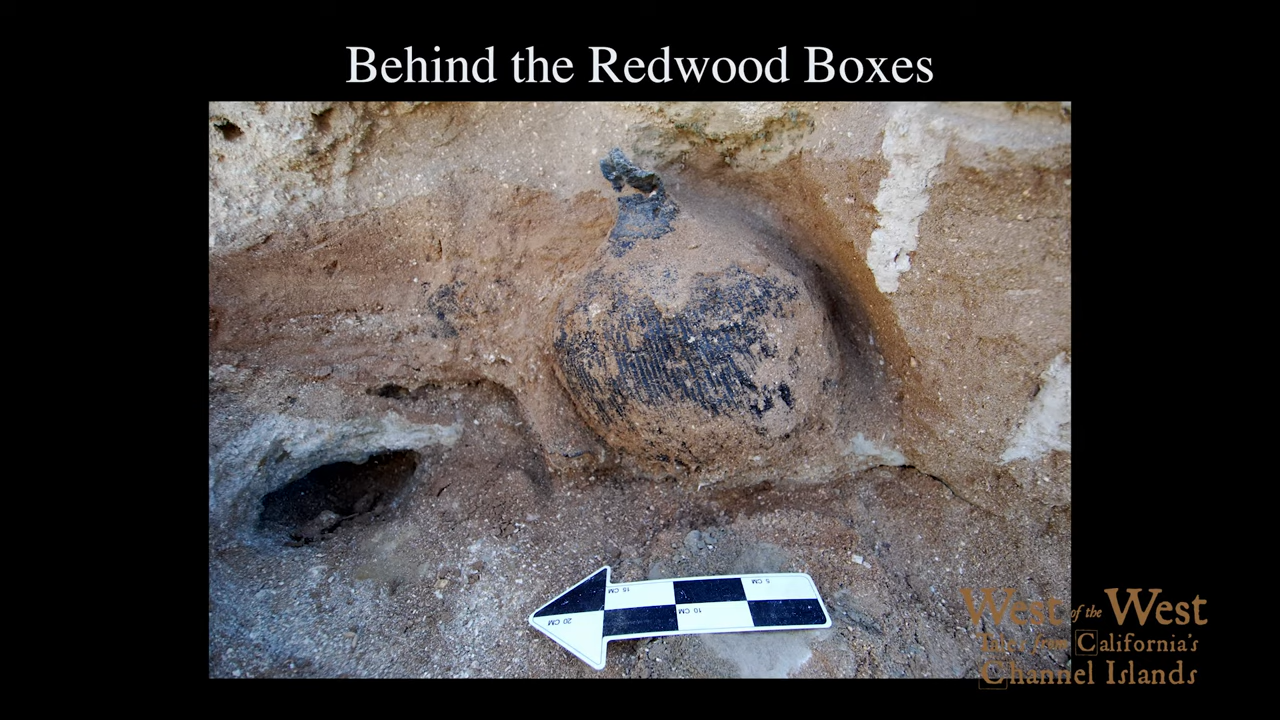 Behind the Redwood Boxes
5 CM
15 CM
10 CM
20 CM
West of the West
Tales from California's
Channel Islands